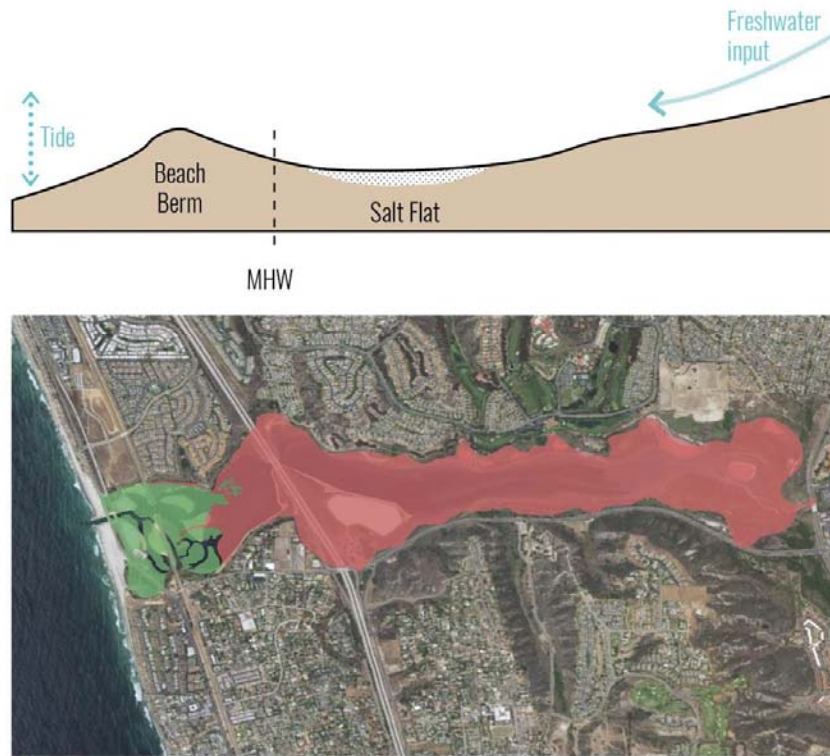 Freshwater
input
Tide
Beach
Berm
Salt Flat
MHW